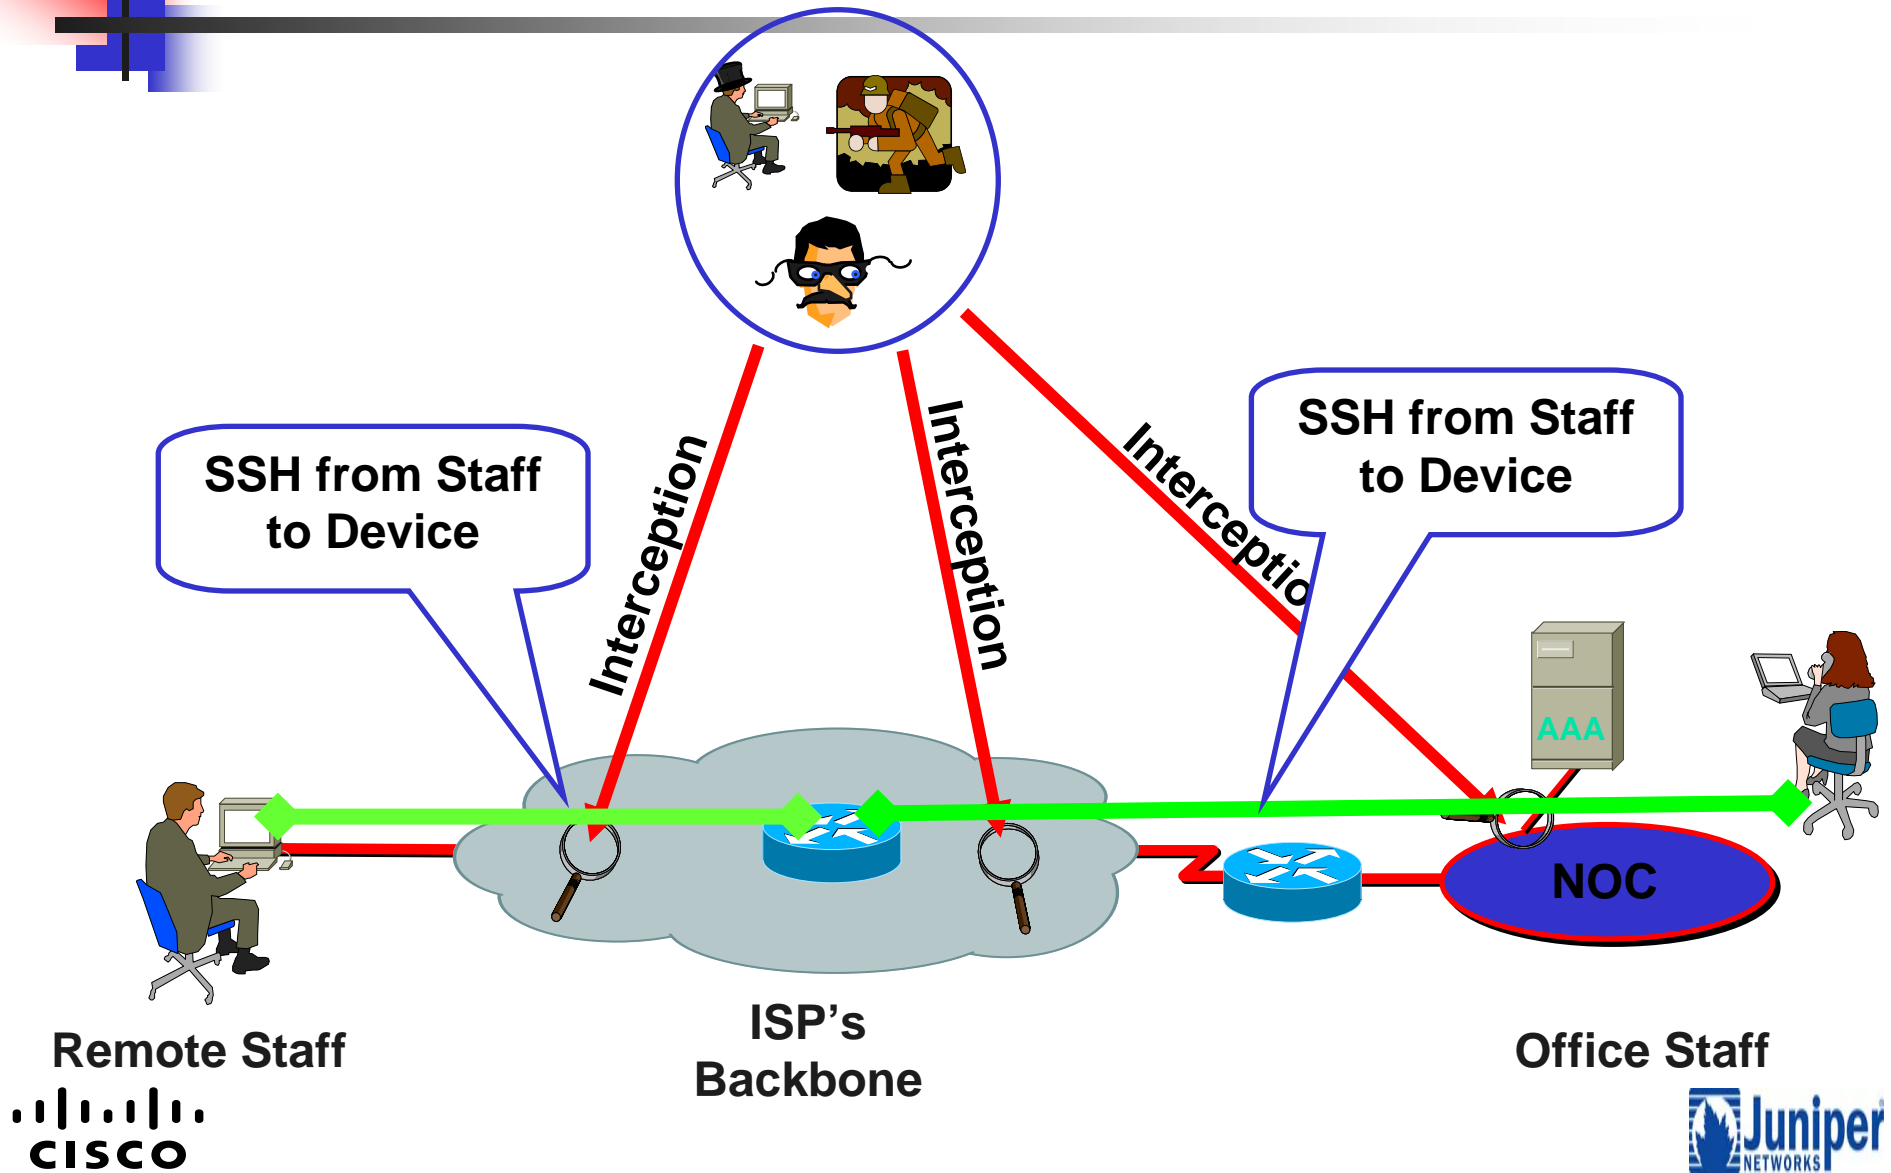 SSH from Staff
to Device
SSH from Staff
to Device
Interception
Interception
Interceptio
AAA
NOC
Remote Staff
ISP’s
Backbone
Office Staff
CISCO
Juniper
NETWORKS